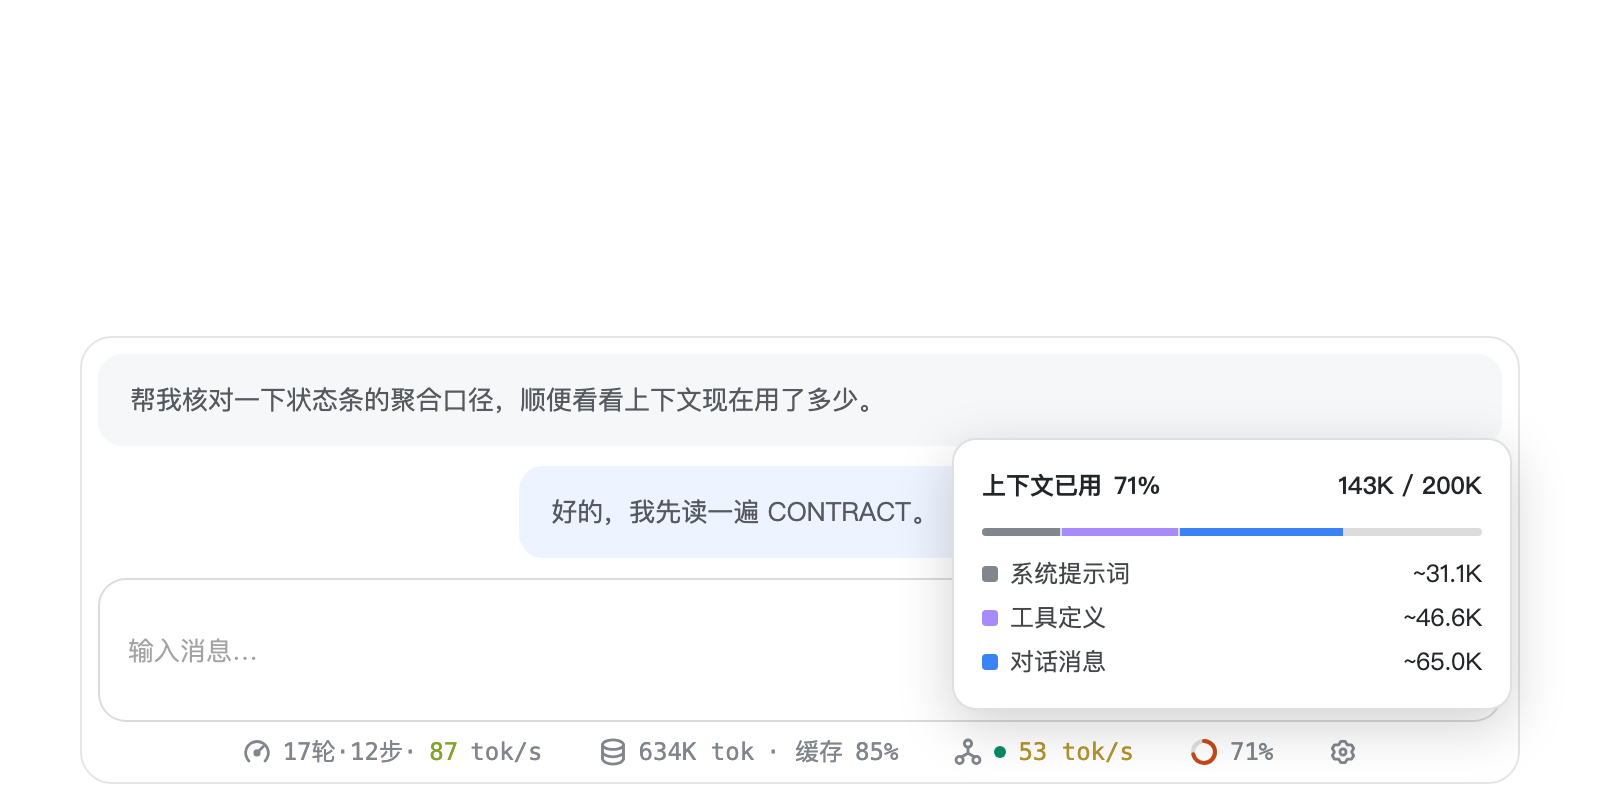 帮我核对一下状态条的聚合口径，顺便看看上下文现在用了多少。
好的，我先读一遍 CONTRACT。
上下文已用 71% 143K / 200K
系统提示词 ~31.1K
工具定义 ~46.6K
对话消息 ~65.0K
输入消息…
17轮·12步· 87 tok/s 634K tok · 缓存 85% 53 tok/s 71%